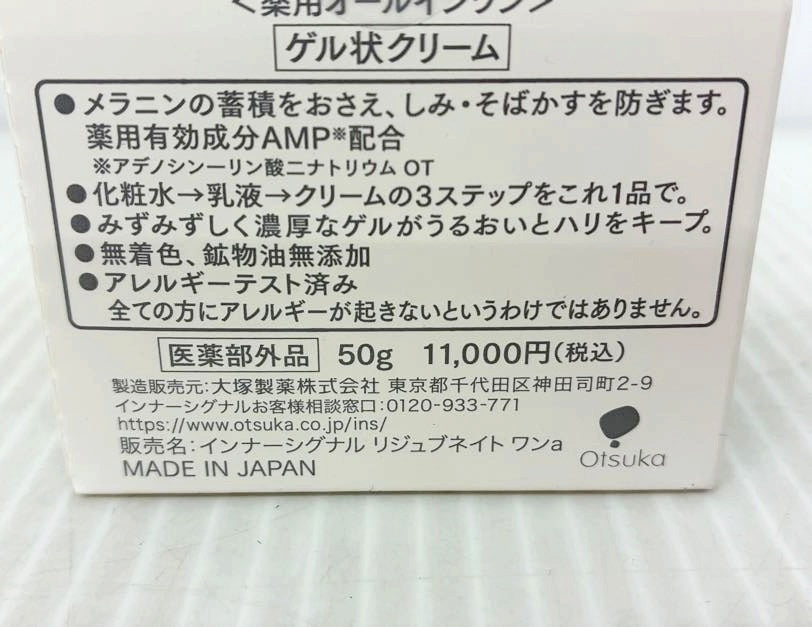 <薬用オールインワン>
ゲル状クリーム
●メラニンの蓄積をおさえ、しみ・そばかすを防ぎます。
薬用有効成分AMP※配合
※アデノシン一リン酸二ナトリウム OT
●化粧水→乳液→クリームの3ステップをこれ1品で。
●みずみずしく濃厚なゲルがうるおいとハリをキープ。
●無着色、鉱物油無添加
●アレルギーテスト済み
全ての方にアレルギーが起きないというわけではありません。
医薬部外品 50g 11,000円(税込)
製造販売元:大塚製薬株式会社 東京都千代田区神田司町2-9
インナーシグナルお客様相談窓口:0120-933-771
https://www.otsuka.co.jp/ins/
販売名:インナーシグナル リジュブネイト ワンa
MADE IN JAPAN
Otsuka